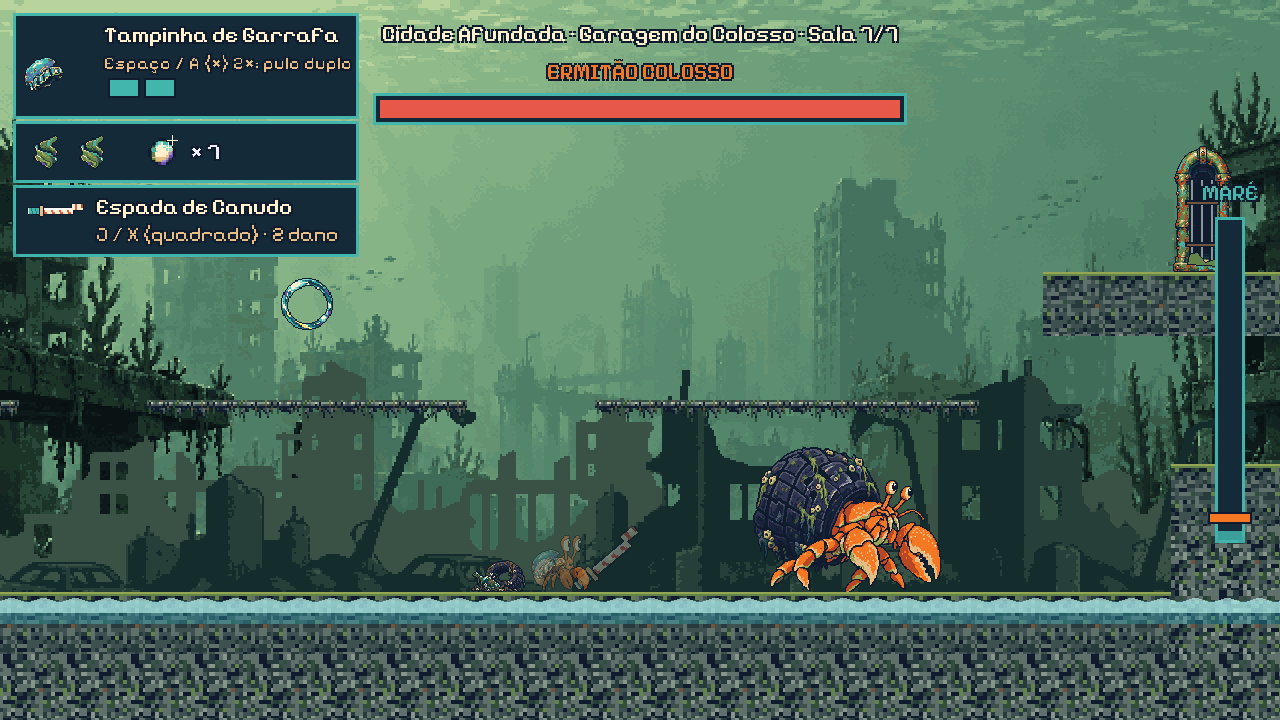 Tampinha de Garrafa
Espaço / A (×) 2×: pulo duplo
× 7
Espada de Canudo
J / X (quadrado) · 2 dano
Cidade Afundada · Garagem do Colosso · Sala 7/7
ERMITÃO COLOSSO
MARÉ